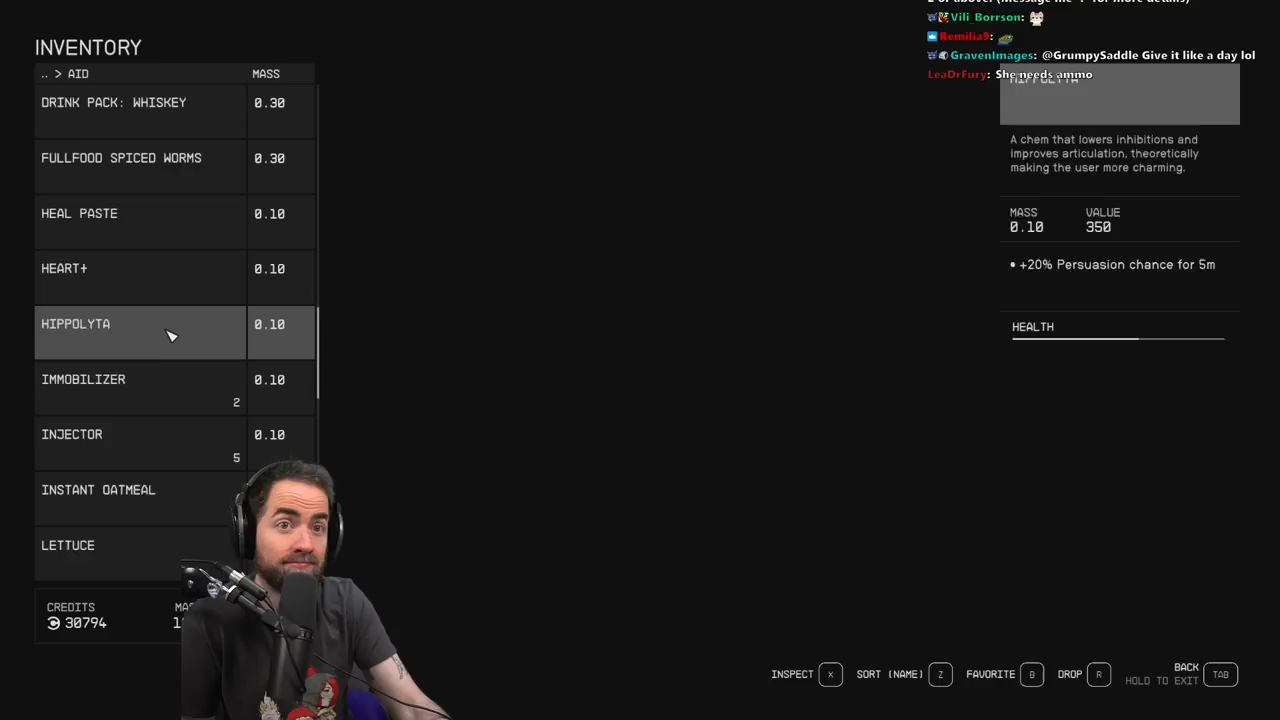 INVENTORY
.. > AID MASS
DRINK PACK: WHISKEY 0.30
FULLFOOD SPICED WORMS 0.30
HEAL PASTE 0.10
HEART+ 0.10
HIPPOLYTA 0.10
IMMOBILIZER 0.10
2
INJECTOR 0.10
5
INSTANT OATMEAL
LETTUCE
CREDITS
30794
Vili_Borrson:
Remilia9:
GravenImages: @GrumpySaddle Give it like a day lol
LeaDrFury: She needs ammo
HIPPOLYTA
A chem that lowers inhibitions and
improves articulation, theoretically
making the user more charming.
MASS VALUE
0.10 350
• +20% Persuasion chance for 5m
HEALTH
INSPECT X SORT (NAME) Z FAVORITE B DROP R BACK TAB
HOLD TO EXIT